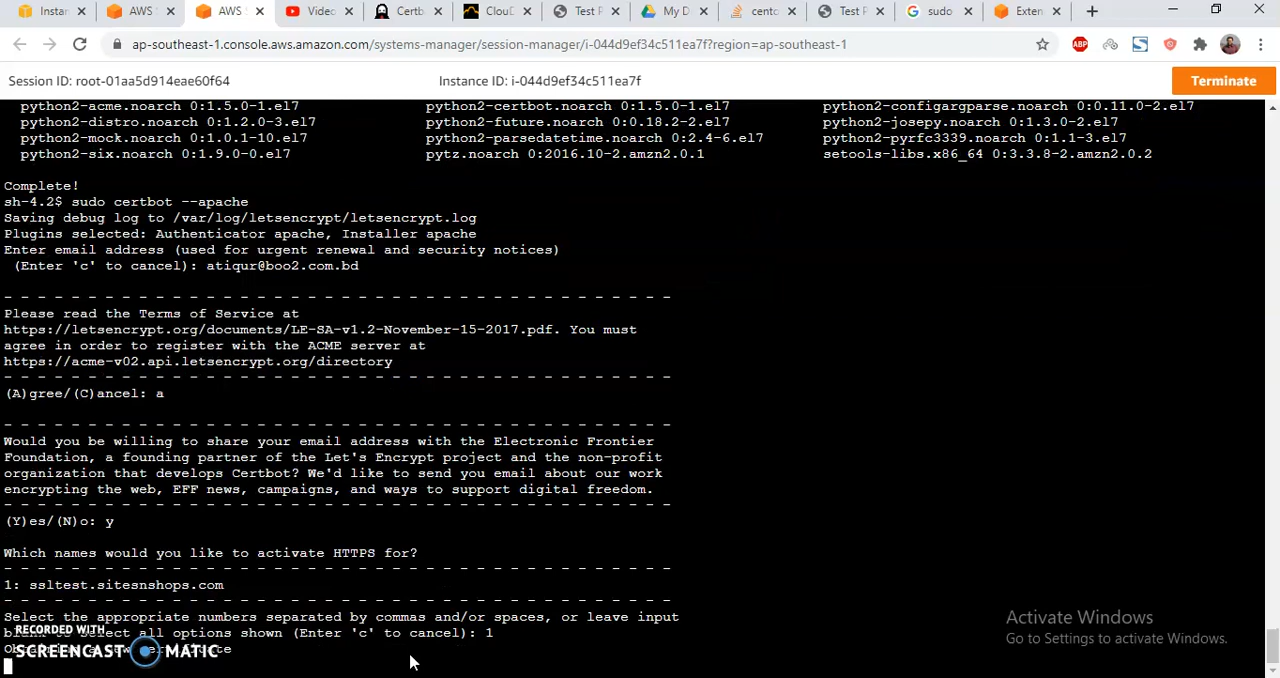 Instan
AWS
AWS S
Video
Certb
ClouD
Test P
My D
cento
Test P
sudo
Exten
ap-southeast-1.console.aws.amazon.com/systems-manager/session-manager/i-044d9ef34c511ea7f?region=ap-southeast-1
ABP
Session ID: root-01aa5d914eae60f64
Instance ID: i-044d9ef34c511ea7f
Terminate
python2-acme.noarch 0:1.5.0-1.el7 python2-certbot.noarch 0:1.5.0-1.el7 python2-configargparse.noarch 0:0.11.0-2.el7
python2-distro.noarch 0:1.2.0-3.el7 python2-future.noarch 0:0.18.2-2.el7 python2-josepy.noarch 0:1.3.0-2.el7
python2-mock.noarch 0:1.0.1-10.el7 python2-parsedatetime.noarch 0:2.4-6.el7 python2-pyrfc3339.noarch 0:1.1-3.el7
python2-six.noarch 0:1.9.0-0.el7 pytz.noarch 0:2016.10-2.amzn2.0.1 setools-libs.x86_64 0:3.3.8-2.amzn2.0.2
Complete!
sh-4.2$ sudo certbot --apache
Saving debug log to /var/log/letsencrypt/letsencrypt.log
Plugins selected: Authenticator apache, Installer apache
Enter email address (used for urgent renewal and security notices)
(Enter 'c' to cancel): atiqur@boo2.com.bd
- - - - - - - - - - - - - - - - - - - - - - - - - - - - - - - - - - - - - - - -
Please read the Terms of Service at
https://letsencrypt.org/documents/LE-SA-v1.2-November-15-2017.pdf. You must
agree in order to register with the ACME server at
https://acme-v02.api.letsencrypt.org/directory
- - - - - - - - - - - - - - - - - - - - - - - - - - - - - - - - - - - - - - - -
(A)gree/(C)ancel: a
- - - - - - - - - - - - - - - - - - - - - - - - - - - - - - - - - - - - - - - -
Would you be willing to share your email address with the Electronic Frontier
Foundation, a founding partner of the Let's Encrypt project and the non-profit
organization that develops Certbot? We'd like to send you email about our work
encrypting the web, EFF news, campaigns, and ways to support digital freedom.
- - - - - - - - - - - - - - - - - - - - - - - - - - - - - - - - - - - - - - - -
(Y)es/(N)o: y
Which names would you like to activate HTTPS for?
- - - - - - - - - - - - - - - - - - - - - - - - - - - - - - - - - - - - - - - -
1: ssltest.sitesnshops.com
- - - - - - - - - - - - - - - - - - - - - - - - - - - - - - - - - - - - - - - -
Select the appropriate numbers separated by commas and/or spaces, or leave input
select all options shown (Enter 'c' to cancel): 1
RECORDED WITH
SCREENCAST MATIC
Activate Windows
Go to Settings to activate Windows.